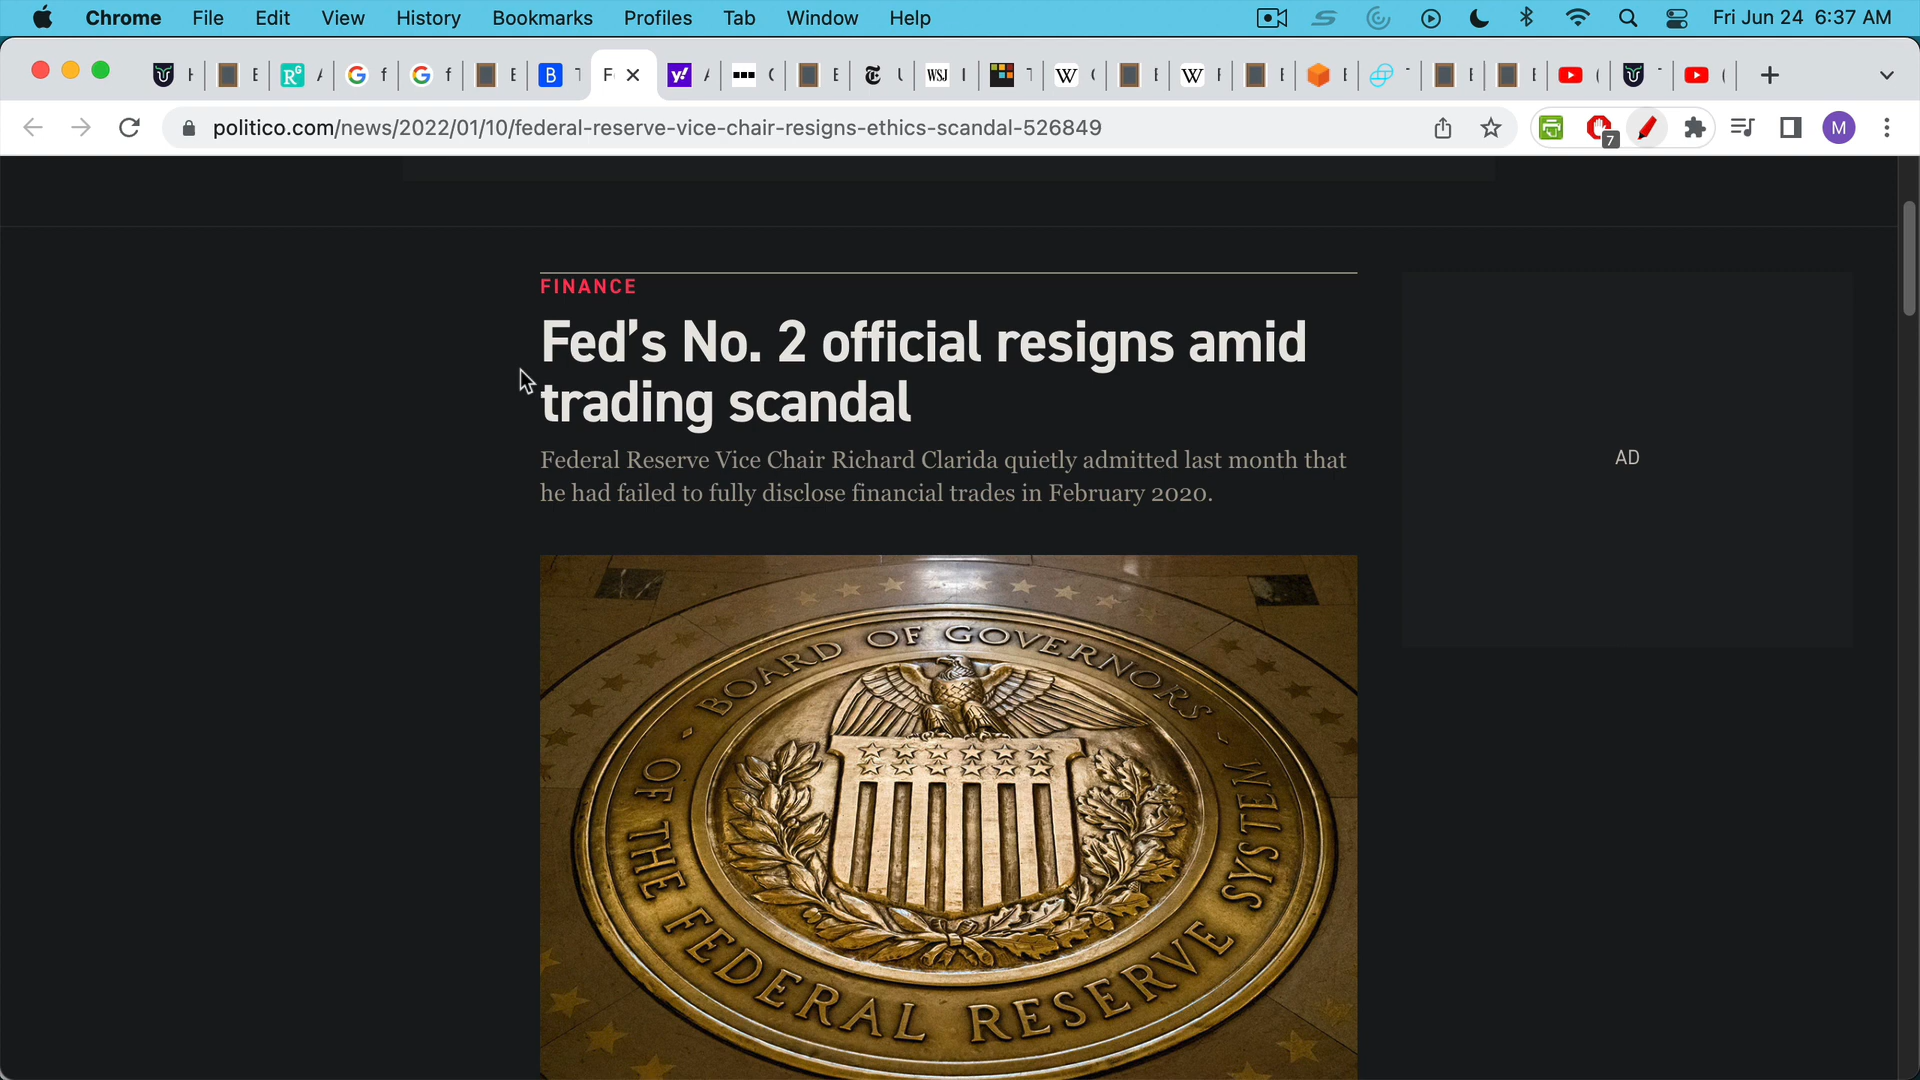 Chrome File Edit View History Bookmarks Profiles Tab Window Help Fri Jun 24 6:37 AM
F
politico.com/news/2022/01/10/federal-reserve-vice-chair-resigns-ethics-scandal-526849
7
M
FINANCE
Fed's No. 2 official resigns amid
trading scandal
Federal Reserve Vice Chair Richard Clarida quietly admitted last month that
he had failed to fully disclose financial trades in February 2020.
AD
BOARD OF GOVERNORS
OF THE FEDERAL RESERVE SYSTEM